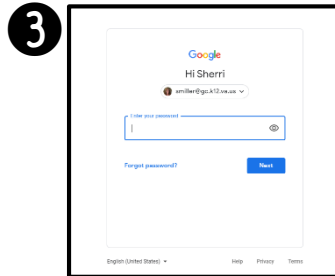 3
Google
Hi Sherri
smiller@gc.k12.va.us
Enter your password
Forgot password?
Next
English (United States)
Help Privacy Terms